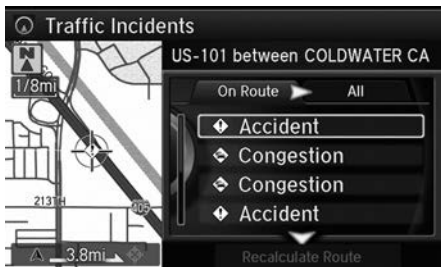 Traffic Incidents
US-101 between COLDWATER CA
N
1/8mi
On Route
All
Accident
Congestion
Congestion
Accident
213TH
405
3.8mi
Recalculate Route